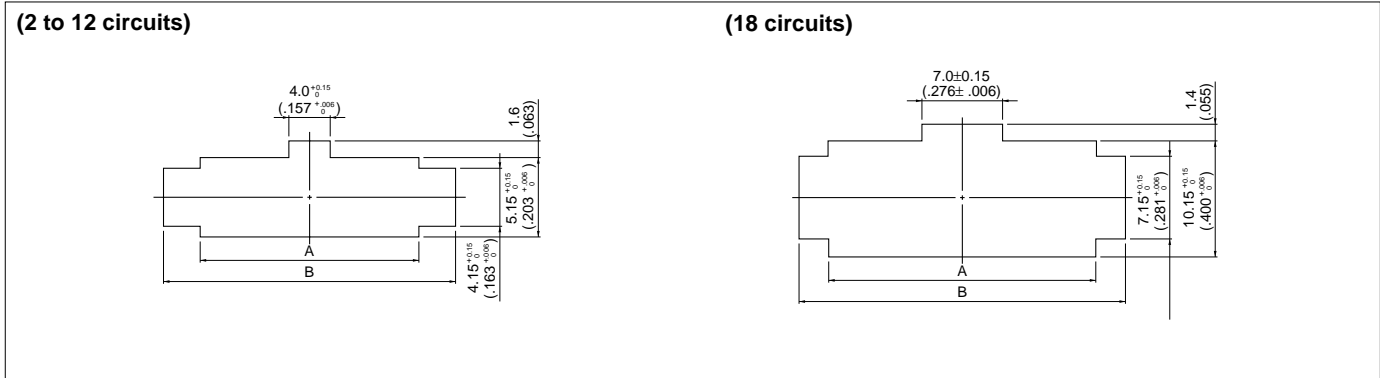 (2 to 12 circuits)
4.0 +0.15 0
(.157 +.006 0)
1.6
(.063)
5.15 +0.15 0
(.203 +.006 0)
4.15 +0.15 0
(.163 +.006 0)
A
B
(18 circuits)
7.0±0.15
(.276± .006)
1.4
(.055)
7.15 +0.15 0
(.281 +.006 0)
10.15 +0.15 0
(.400 +.006 0)
A
B